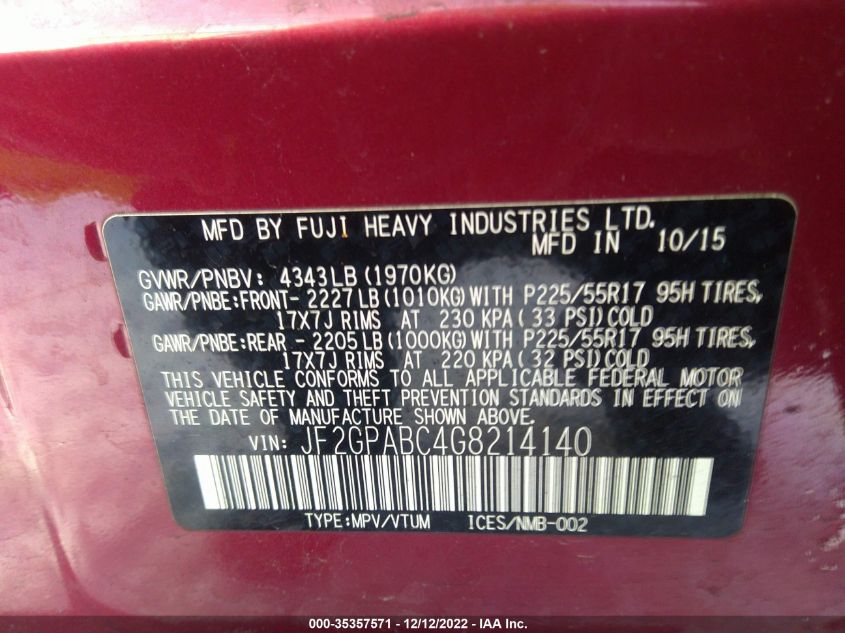 MFD BY FUJI HEAVY INDUSTRIES LTD.
MFD IN 10/15
GVWR/PNBV: 4343LB (1970KG)
GAWR/PNBE:FRONT- 2227LB (1010KG) WITH P225/55R17 95H TIRES,
17X7J RIMS AT 230 KPA ( 33 PSI) COLD
GAWR/PNBE:REAR - 2205LB (1000KG) WITH P225/55R17 95H TIRES,
17X7J RIMS AT 220 KPA ( 32 PSI) COLD
THIS VEHICLE CONFORMS TO ALL APPLICABLE FEDERAL MOTOR
VEHICLE SAFETY AND THEFT PREVENTION STANDARDS IN EFFECT ON
THE DATE OF MANUFACTURE SHOWN ABOVE.
VIN: JF2GPABC4G8214140
TYPE:MPV/VTUM ICES/NMB-002
000-35357571 - 12/12/2022 - IAA Inc.